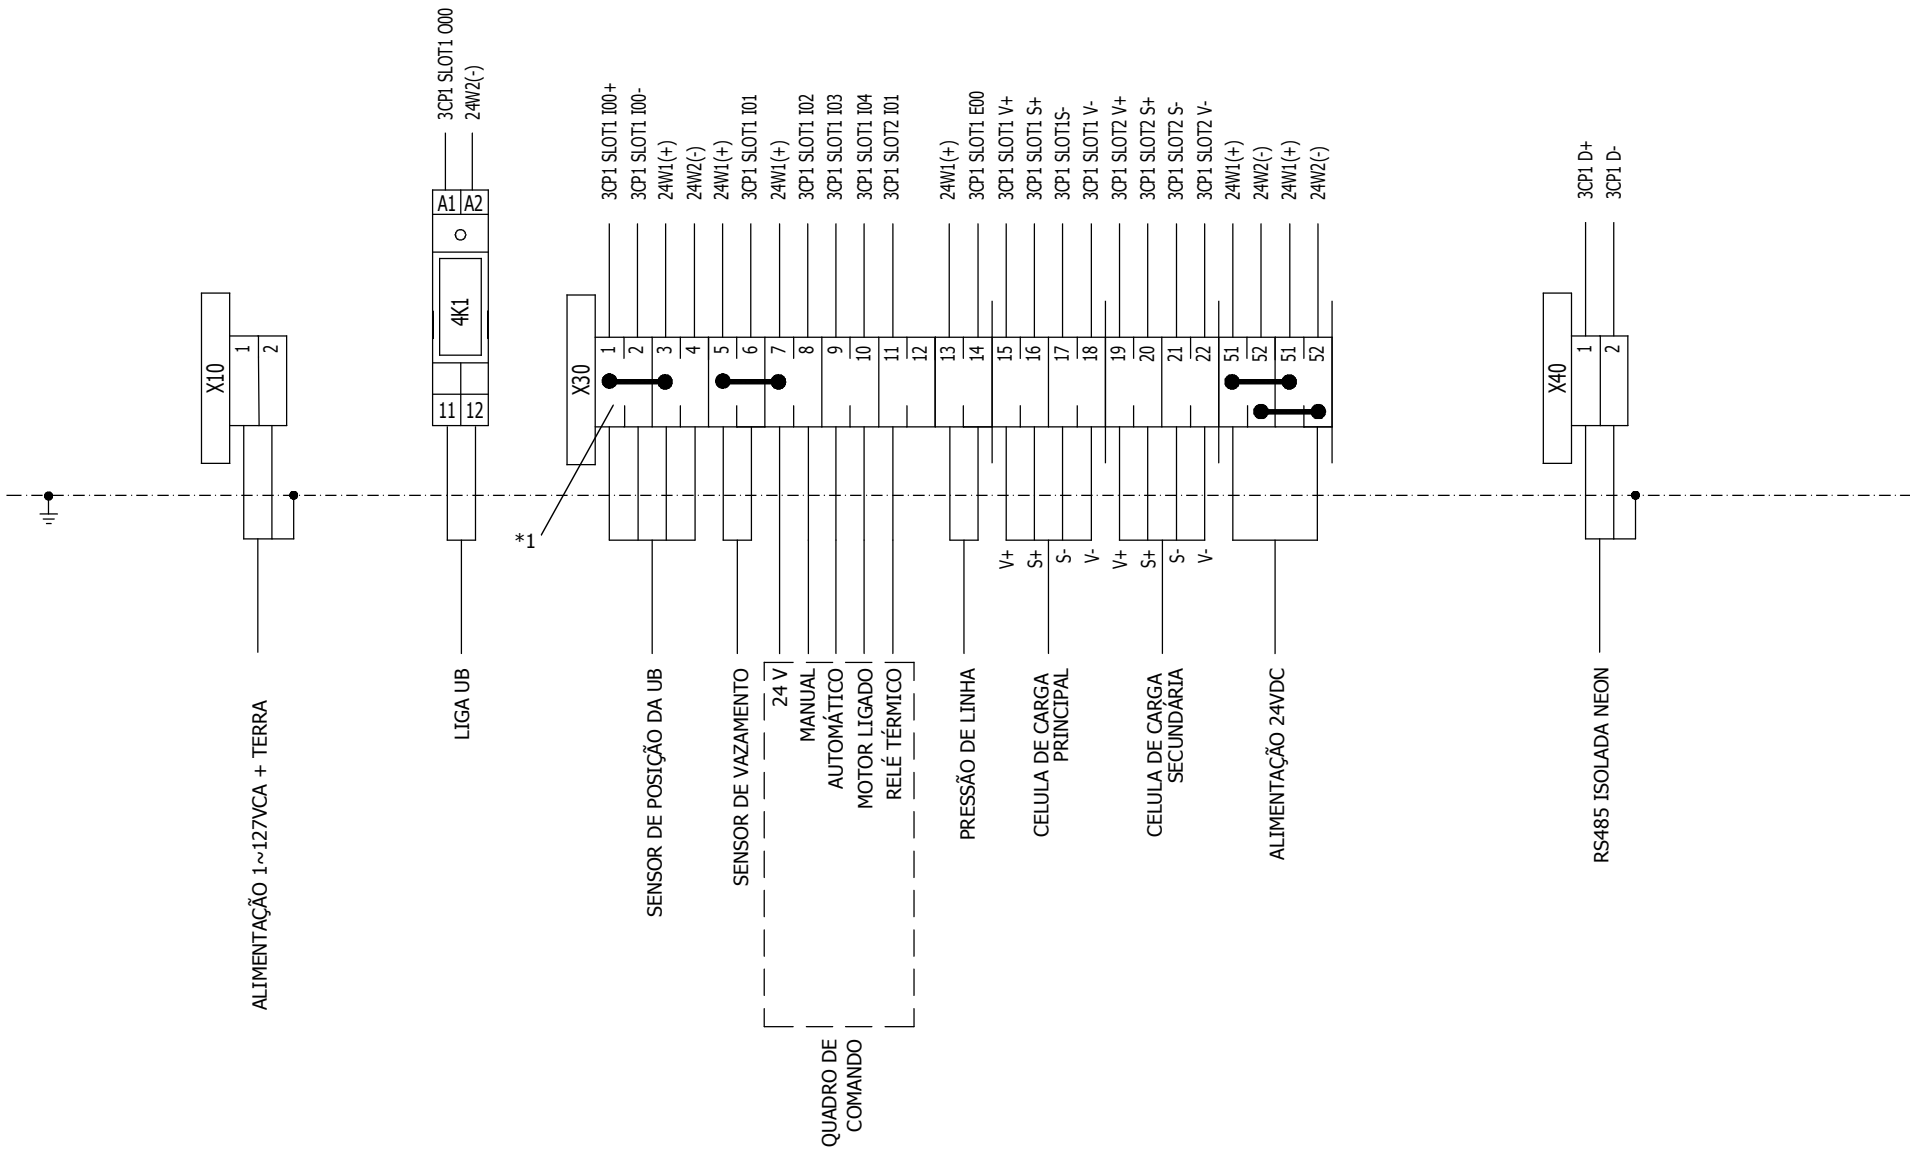 3CP1 SLOT1 O00
24W2(-)
A1
A2
4K1
11
12
LIGA UB
X10
1
2
ALIMENTAÇÃO 1~127VCA + TERRA
X30
3CP1 SLOT1 I00+
3CP1 SLOT1 I00-
24W1(+)
24W2(-)
24W1(+)
3CP1 SLOT1 I01
24W1(+)
3CP1 SLOT1 I02
3CP1 SLOT1 I03
3CP1 SLOT1 I04
3CP1 SLOT2 I01
24W1(+)
3CP1 SLOT1 E00
3CP1 SLOT1 V+
3CP1 SLOT1 S+
3CP1 SLOT1S-
3CP1 SLOT1 V-
3CP1 SLOT2 V+
3CP1 SLOT2 S+
3CP1 SLOT2 S-
3CP1 SLOT2 V-
24W1(+)
24W2(-)
24W1(+)
24W2(-)
1
2
3
4
5
6
7
8
9
10
11
12
13
14
15
16
17
18
19
20
21
22
51
52
51
52
*1
V+
S+
S-
V-
V+
S+
S-
V-
SENSOR DE POSIÇÃO DA UB
SENSOR DE VAZAMENTO
24 V
MANUAL
AUTOMÁTICO
MOTOR LIGADO
RELÉ TÉRMICO
QUADRO DE
COMANDO
PRESSÃO DE LINHA
CELULA DE CARGA
PRINCIPAL
CELULA DE CARGA
SECUNDÁRIA
ALIMENTAÇÃO 24VDC
X40
3CP1 D+
3CP1 D-
1
2
RS485 ISOLADA NEON